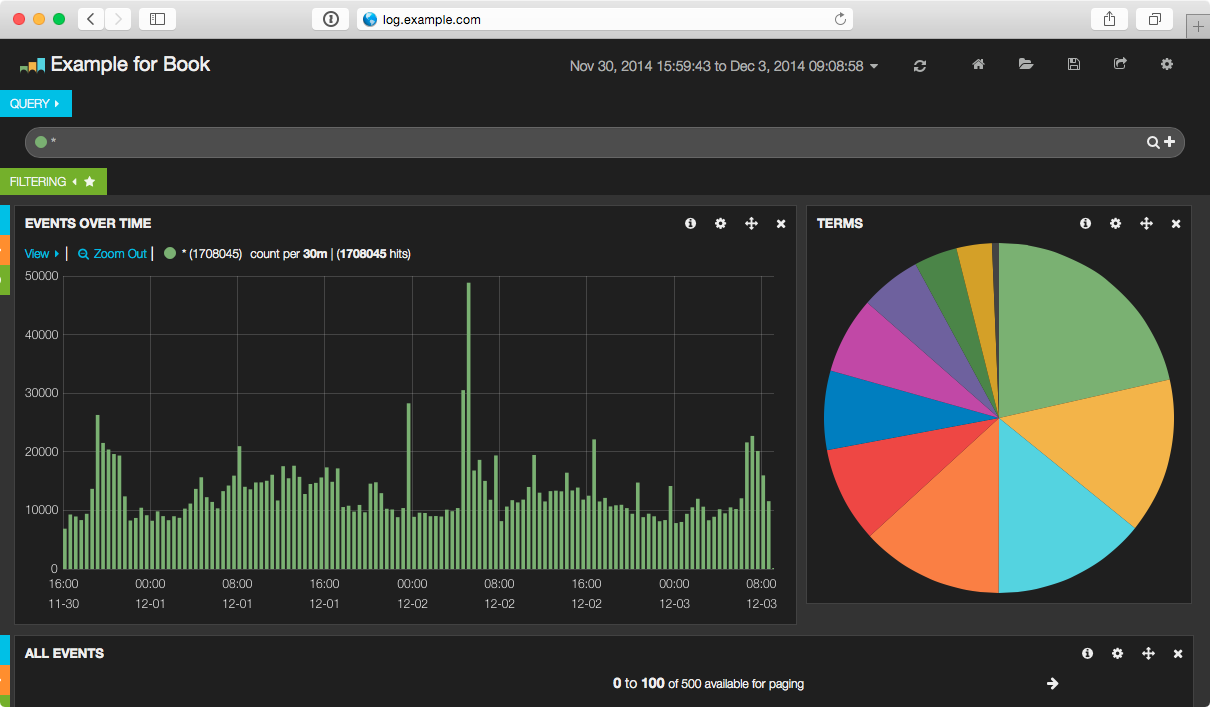 log.example.com
Example for Book
Nov 30, 2014 15:59:43 to Dec 3, 2014 09:08:58
QUERY
*
FILTERING
EVENTS OVER TIME
View | Zoom Out | * (1708045) count per 30m | (1708045 hits)
50000
40000
30000
20000
10000
0
16:00 00:00 08:00 16:00 00:00 08:00 16:00 00:00 08:00
11-30 12-01 12-01 12-01 12-02 12-02 12-02 12-03 12-03
TERMS
ALL EVENTS
0 to 100 of 500 available for paging